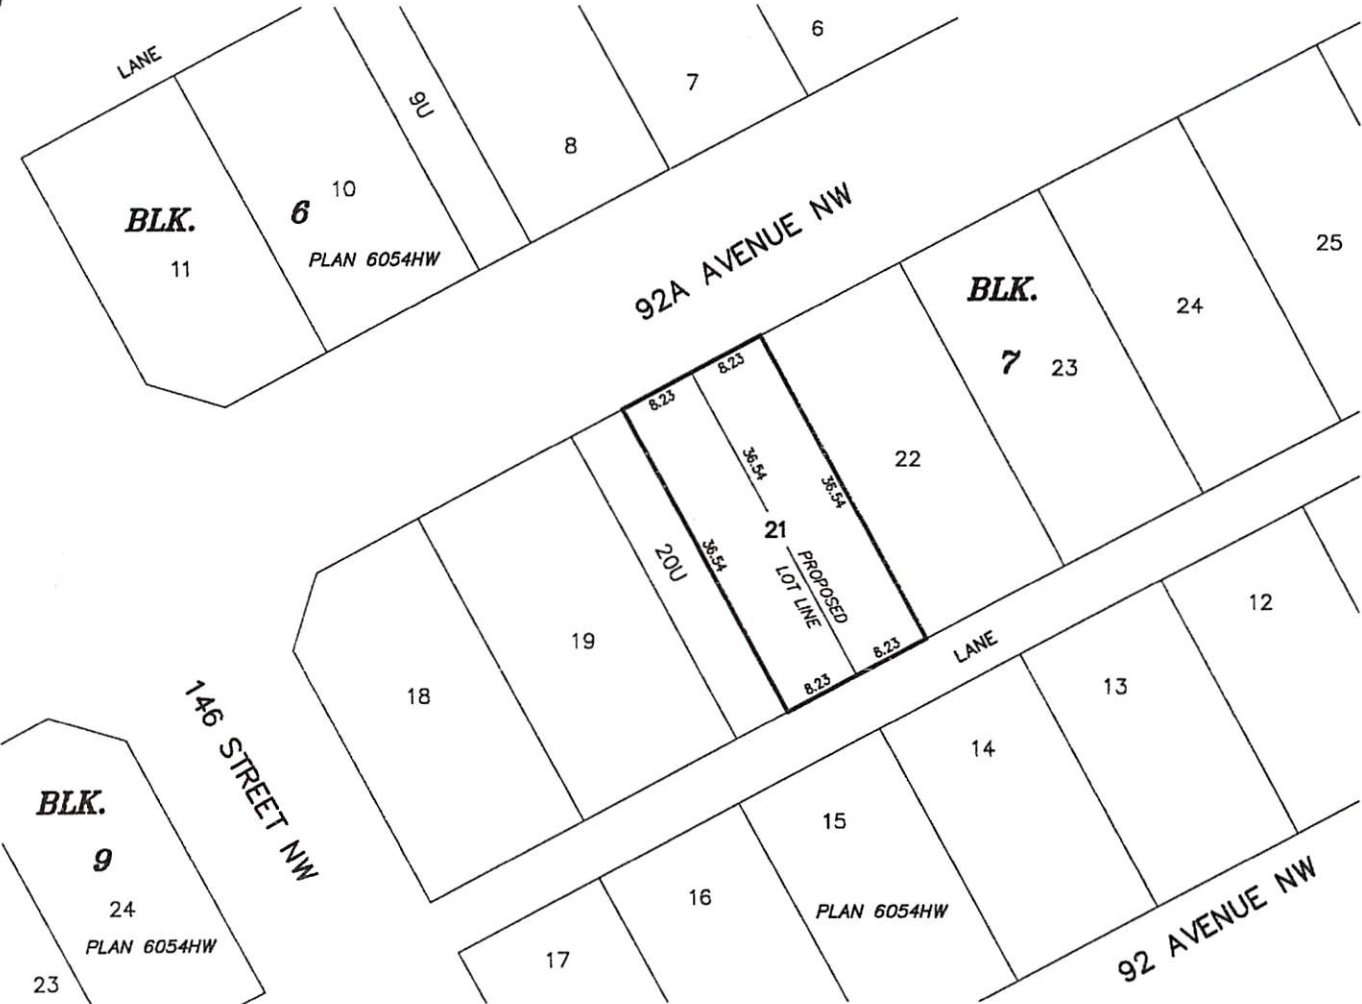 LANE
6
7
8
9U
10
6
BLK.
11
PLAN 6054HW
92A AVENUE NW
25
BLK.
24
7
23
22
8.23
8.23
36.54
36.54
36.54
21
PROPOSED
LOT LINE
8.23
8.23
20U
19
18
LANE
12
13
14
15
16
17
PLAN 6054HW
92 AVENUE NW
146 STREET NW
BLK.
9
24
PLAN 6054HW
23